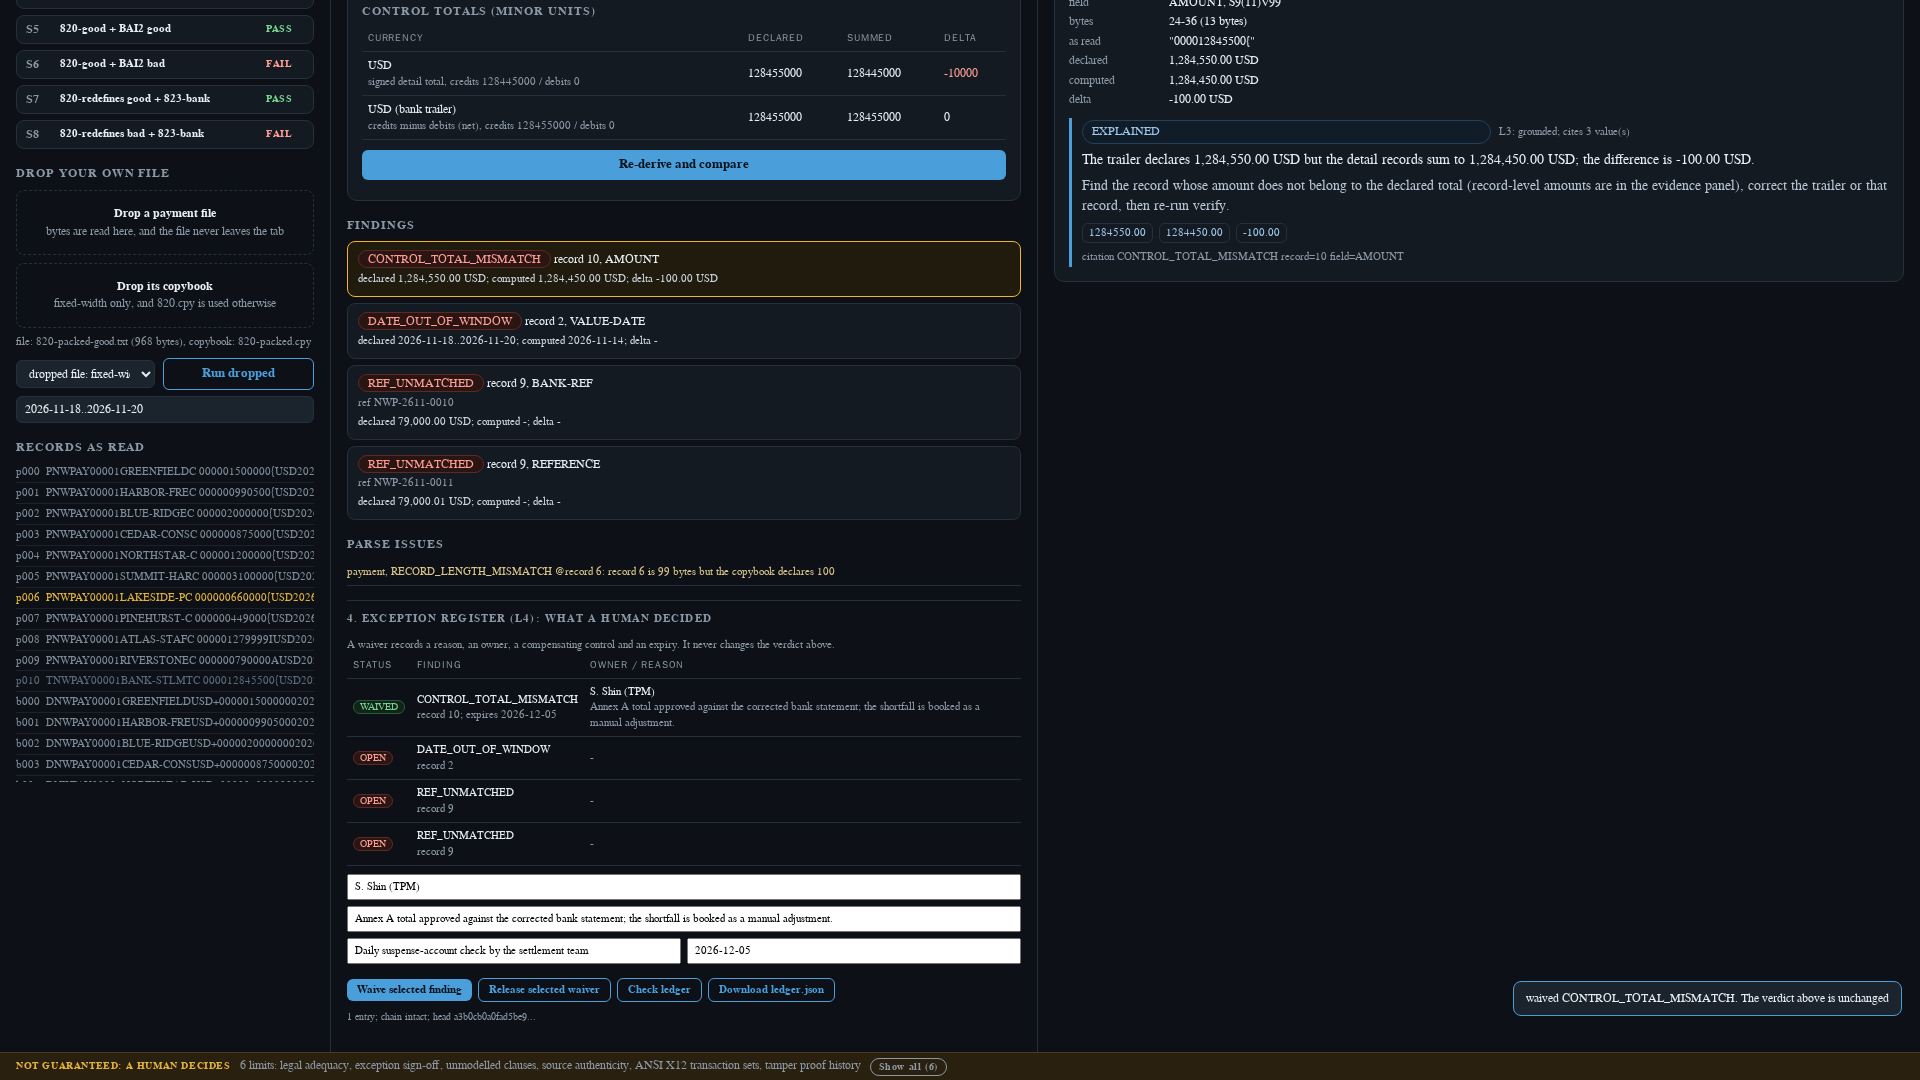 S5 820-good + BAI2 good PASS
S6 820-good + BAI2 bad FAIL
S7 820-redefines good + 823-bank PASS
S8 820-redefines bad + 823-bank FAIL
DROP YOUR OWN FILE
Drop a payment file
bytes are read here, and the file never leaves the tab
Drop its copybook
fixed-width only, and 820.cpy is used otherwise
file: 820-packed-good.txt (968 bytes), copybook: 820-packed.cpy
dropped file: fixed-wi
Run dropped
2026-11-18..2026-11-20
RECORDS AS READ
p000 PNWPAY00001GREENFIELDC 000001500000{USD202
p001 PNWPAY00001HARBOR-FREC 000000990500{USD202
p002 PNWPAY00001BLUE-RIDGEC 000002000000{USD202
p003 PNWPAY00001CEDAR-CONSC 000000875000{USD202
p004 PNWPAY00001NORTHSTAR-C 000001200000{USD202
p005 PNWPAY00001SUMMIT-HARC 000003100000{USD202
p006 PNWPAY00001LAKESIDE-PC 000000660000{USD2026
p007 PNWPAY00001PINEHURST-C 000000449000{USD2026
p008 PNWPAY00001ATLAS-STAFC 000001279999IUSD20
p009 PNWPAY00001RIVERSTONEC 000000790000AUSD20
p010 TNWPAY00001BANK-STLMTC 000012845500{USD20
b000 DNWPAY00001GREENFIELDUSD+0000015000000202
b001 DNWPAY00001HARBOR-FREUSD+0000009905000202
b002 DNWPAY00001BLUE-RIDGEUSD+000002000000202
b003 DNWPAY00001CEDAR-CONSUSD+0000008750000202
CONTROL TOTALS (MINOR UNITS)
CURRENCY DECLARED SUMMED DELTA
USD
signed detail total, credits 128445000 / debits 0
128455000 128445000 -10000
USD (bank trailer)
credits minus debits (net), credits 128455000 / debits 0
128455000 128455000 0
Re-derive and compare
FINDINGS
CONTROL_TOTAL_MISMATCH record 10, AMOUNT
declared 1,284,550.00 USD; computed 1,284,450.00 USD; delta -100.00 USD
DATE_OUT_OF_WINDOW record 2, VALUE-DATE
declared 2026-11-18..2026-11-20; computed 2026-11-14; delta -
REF_UNMATCHED record 9, BANK-REF
ref NWP-2611-0010
declared 79,000.00 USD; computed -; delta -
REF_UNMATCHED record 9, REFERENCE
ref NWP-2611-0011
declared 79,000.01 USD; computed -; delta -
PARSE ISSUES
payment, RECORD_LENGTH_MISMATCH @record 6: record 6 is 99 bytes but the copybook declares 100
4. EXCEPTION REGISTER (L4): WHAT A HUMAN DECIDED
A waiver records a reason, an owner, a compensating control and an expiry. It never changes the verdict above.
STATUS FINDING OWNER / REASON
WAIVED CONTROL_TOTAL_MISMATCH
record 10; expires 2026-12-05
S. Shin (TPM)
Annex A total approved against the corrected bank statement; the shortfall is booked as a
manual adjustment.
OPEN DATE_OUT_OF_WINDOW
record 2
-
OPEN REF_UNMATCHED
record 9
-
OPEN REF_UNMATCHED
record 9
-
S. Shin (TPM)
Annex A total approved against the corrected bank statement; the shortfall is booked as a manual adjustment.
Daily suspense-account check by the settlement team
2026-12-05
Waive selected finding
Release selected waiver
Check ledger
Download ledger.json
1 entry; chain intact; head a3b0cb0a0fad5be9...
field AMOUNT, S9(11)V99
bytes 24-36 (13 bytes)
as read "000012845500{"
declared 1,284,550.00 USD
computed 1,284,450.00 USD
delta -100.00 USD
EXPLAINED L3: grounded; cites 3 value(s)
The trailer declares 1,284,550.00 USD but the detail records sum to 1,284,450.00 USD; the difference is -100.00 USD.
Find the record whose amount does not belong to the declared total (record-level amounts are in the evidence panel), correct the trailer or that
record, then re-run verify.
1284550.00 1284450.00 -100.00
citation CONTROL_TOTAL_MISMATCH record=10 field=AMOUNT
waived CONTROL_TOTAL_MISMATCH. The verdict above is unchanged
NOT GUARANTEED: A HUMAN DECIDES 6 limits: legal adequacy, exception sign-off, unmodelled clauses, source authenticity, ANSI X12 transaction sets, tamper proof history Show all (6)